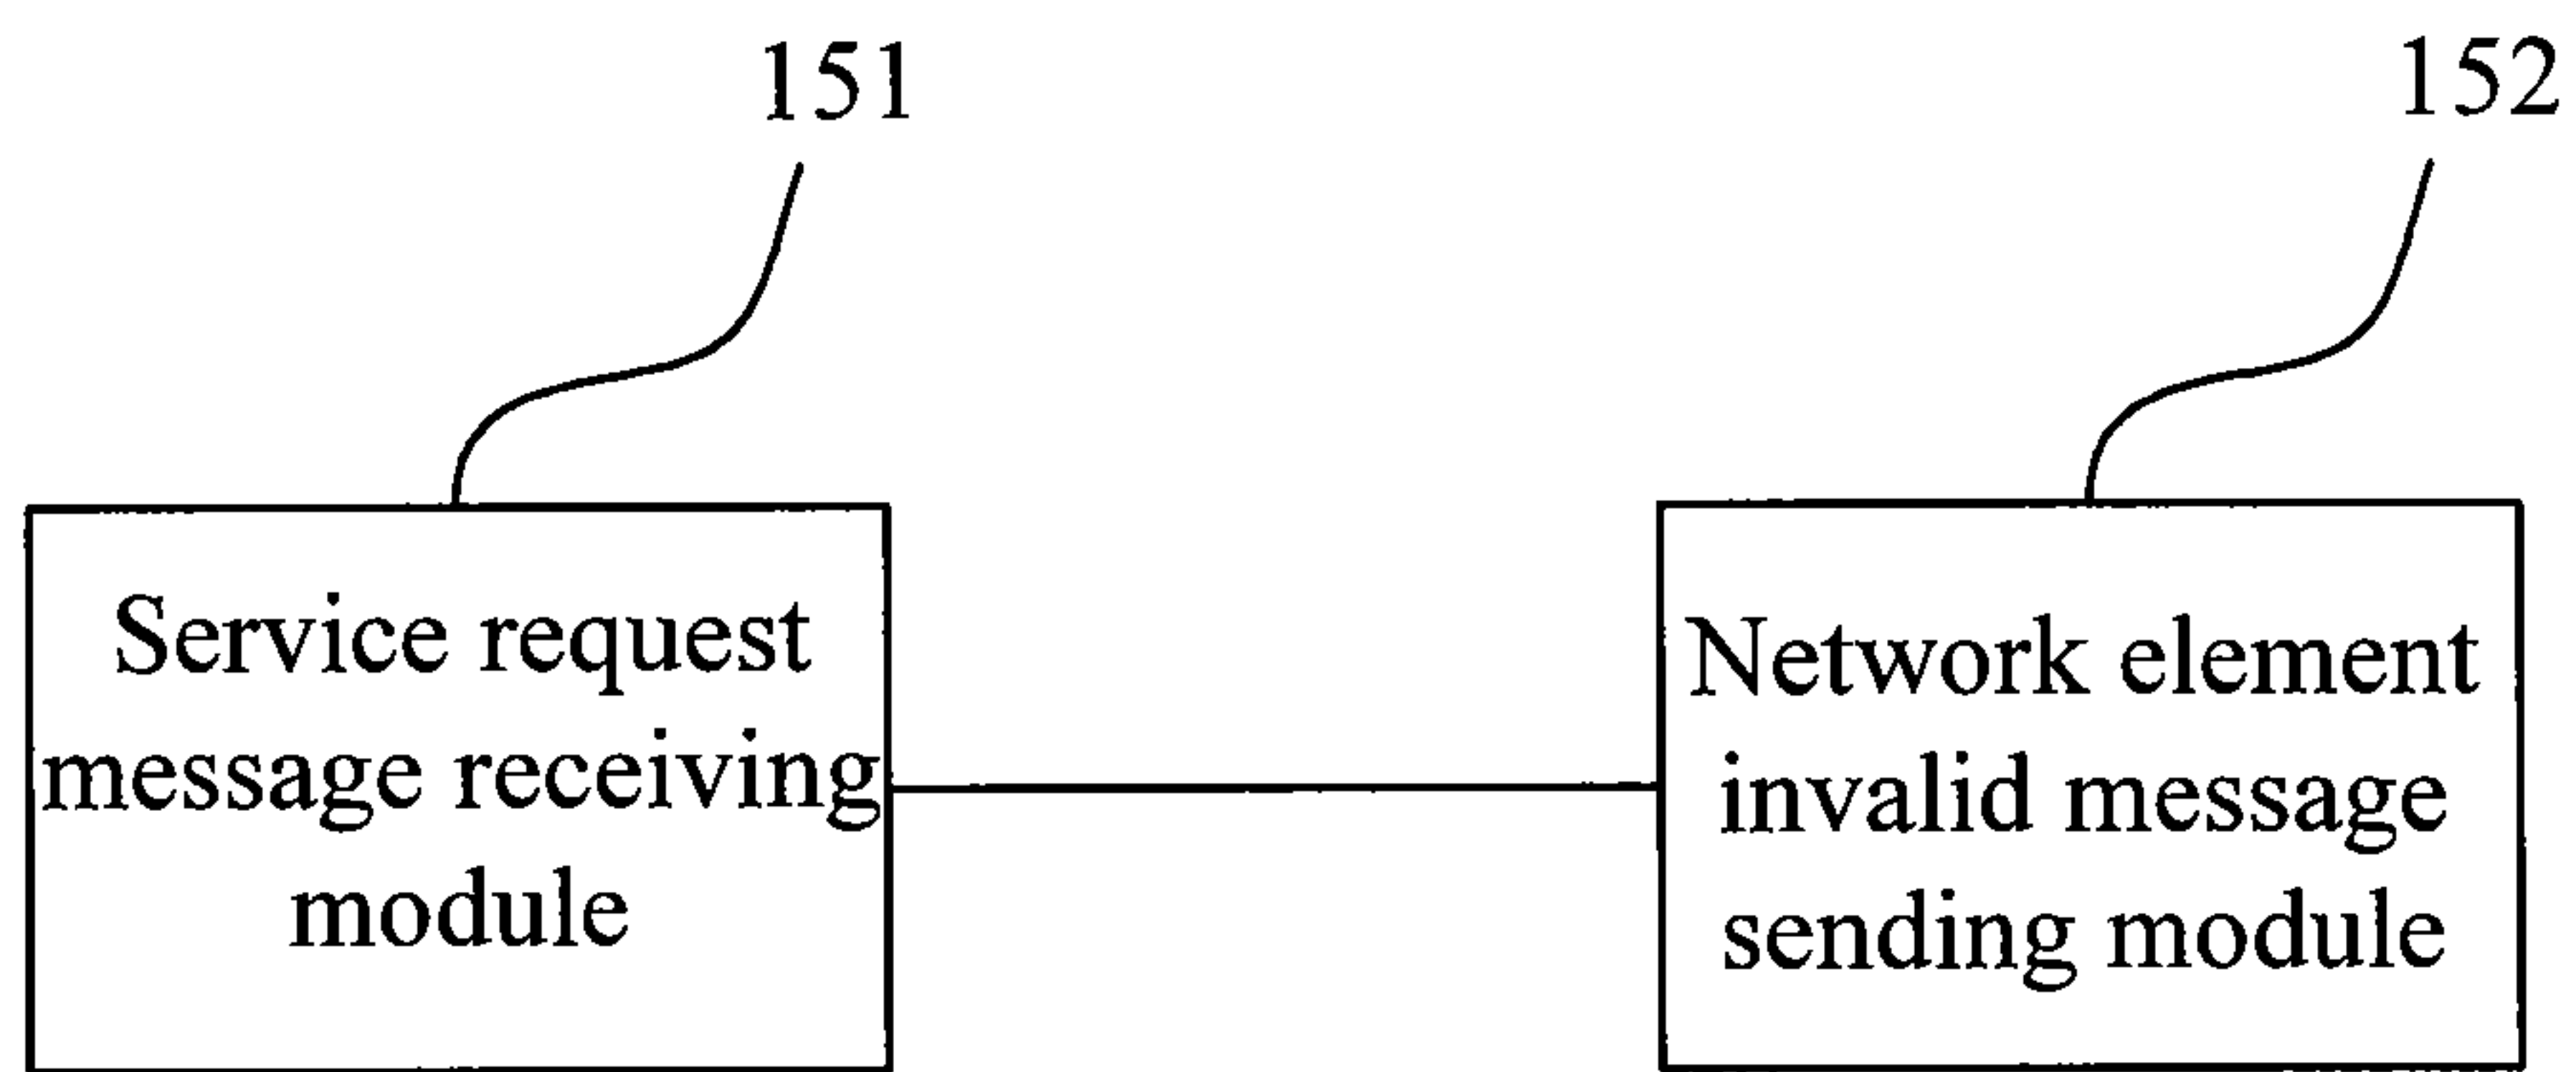 151
152
Service request
message receiving
module
Network element
invalid message
sending module